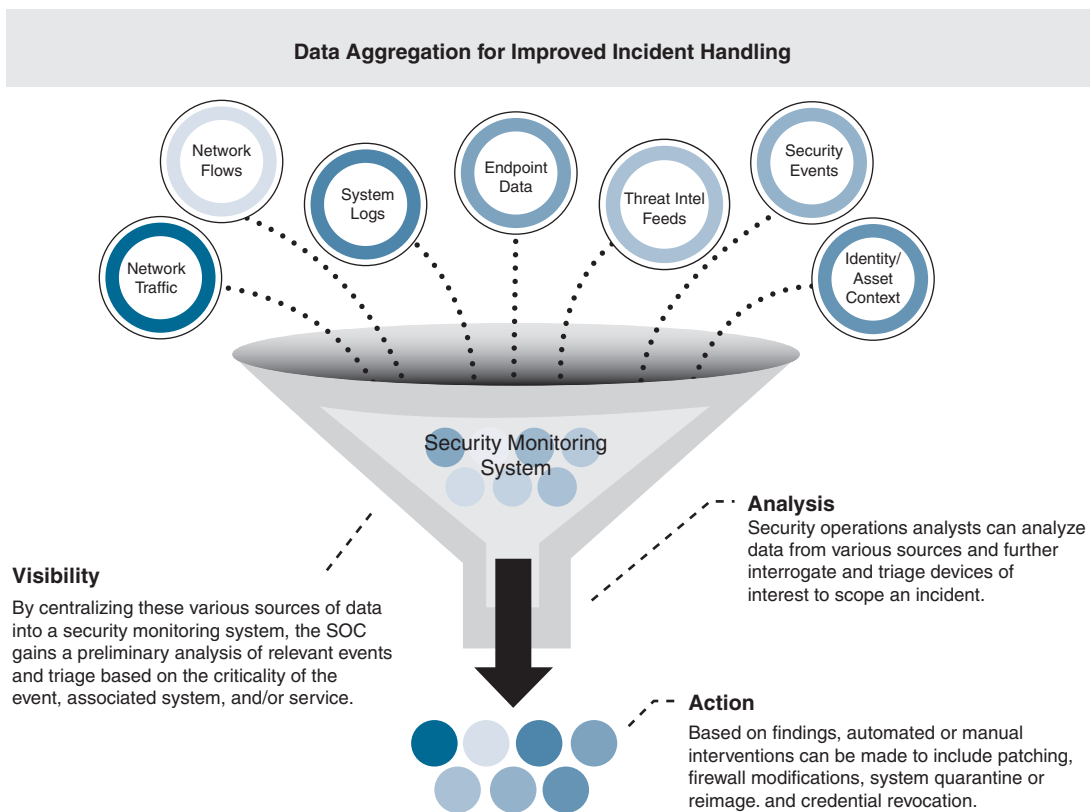 Data Aggregation for Improved Incident Handling
Network
Flows
System
Logs
Endpoint
Data
Threat Intel
Feeds
Security
Events
Network
Traffic
Identity/
Asset
Context
Security Monitoring
System
Analysis
Security operations analysts can analyze
data from various sources and further
interrogate and triage devices of
interest to scope an incident.
Visibility
By centralizing these various sources of data
into a security monitoring system, the SOC
gains a preliminary analysis of relevant events
and triage based on the criticality of the
event, associated system, and/or service.
Action
Based on findings, automated or manual
interventions can be made to include patching,
firewall modifications, system quarantine or
reimage. and credential revocation.